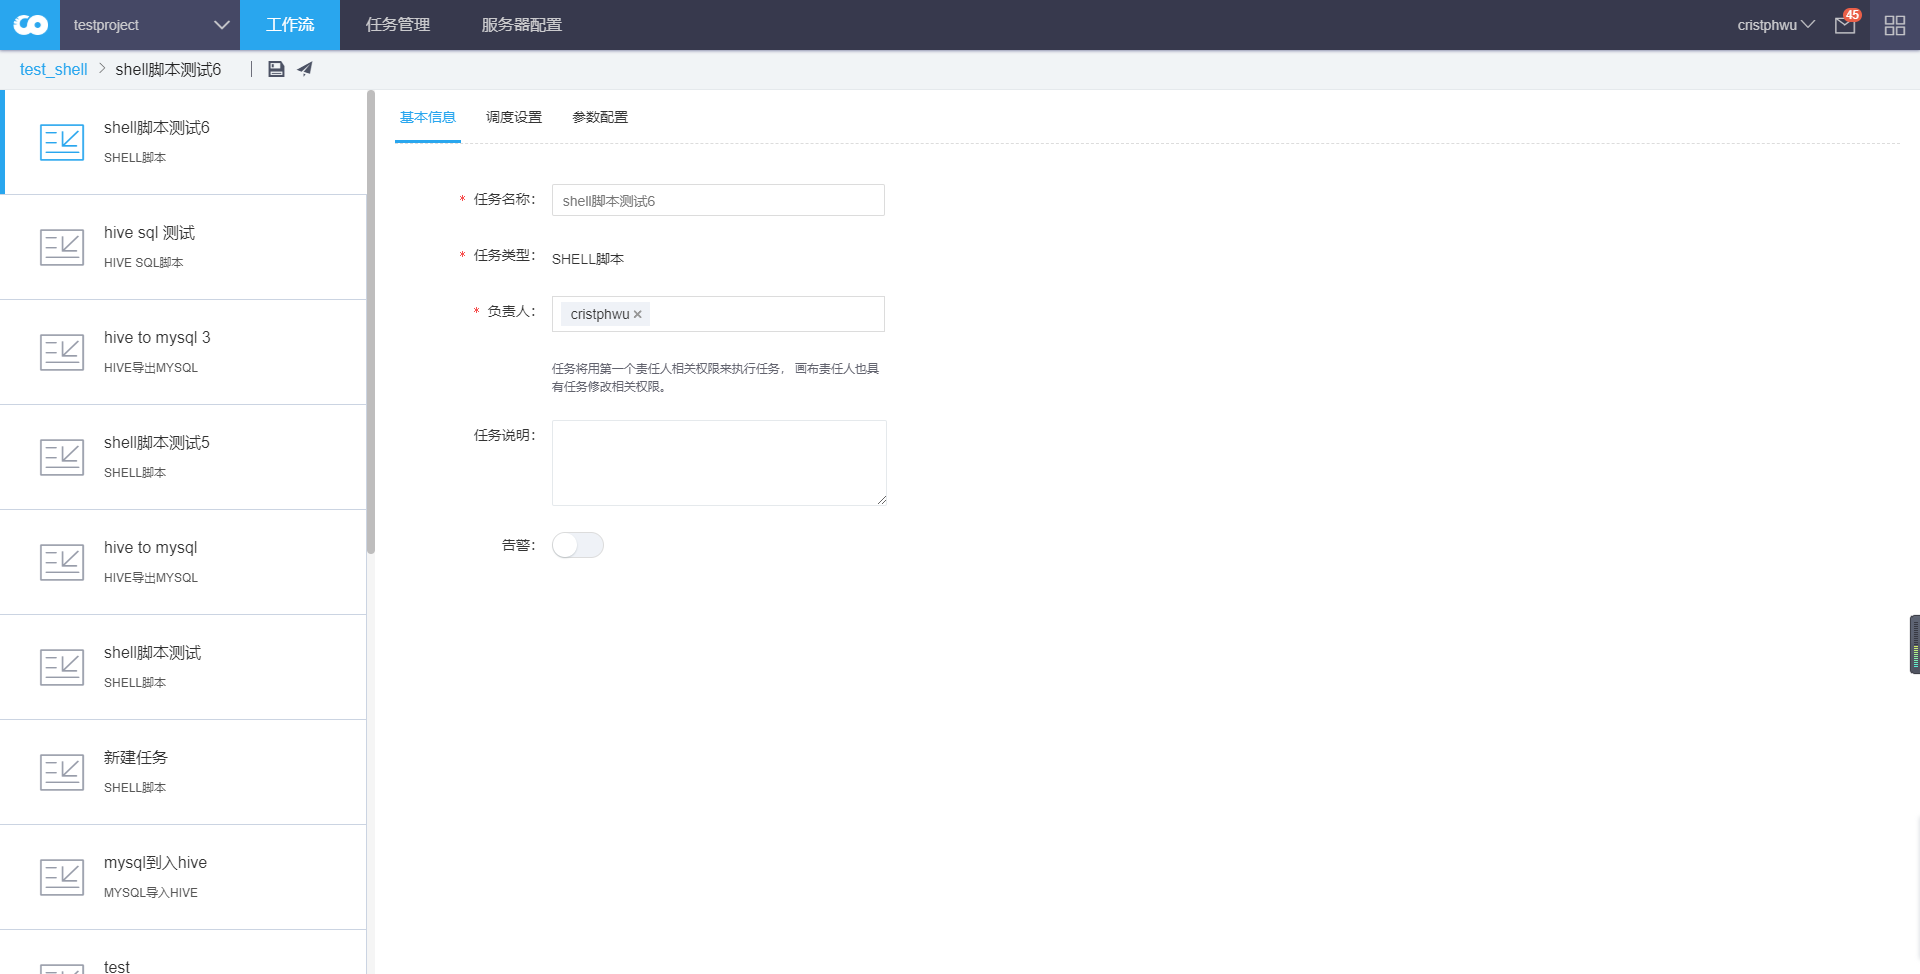 testproject
工作流
任务管理
服务器配置
cristphwu
45
test_shell > shell脚本测试6
shell脚本测试6
SHELL脚本
hive sql 测试
HIVE SQL脚本
hive to mysql 3
HIVE导出MYSQL
shell脚本测试5
SHELL脚本
hive to mysql
HIVE导出MYSQL
shell脚本测试
SHELL脚本
新建任务
SHELL脚本
mysql到入hive
MYSQL导入HIVE
test
基本信息
调度设置
参数配置
* 任务名称: shell脚本测试6
* 任务类型: SHELL脚本
* 负责人: cristphwu ×
任务将用第一个责任人相关权限来执行任务， 画布责任人也具
有任务修改相关权限。
任务说明:
告警: